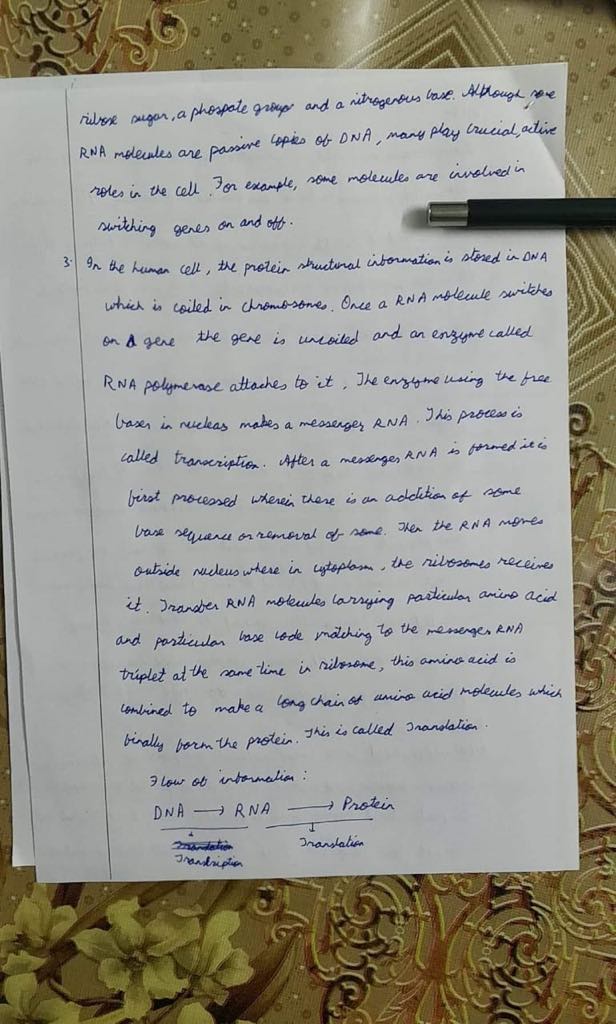 ribose sugar, a phospate group and a nitrogenous base. Although some
RNA molecules are passive copies of DNA, many play crucial, active
roles in the cell. For example, some molecules are involved in
switching genes on and off.
3. In the human cell, the protein structural information is stored in DNA
which is coiled in chromosomes. Once a RNA molecule switches
on a gene the gene is uncoiled and an enzyme called
RNA polymerase attaches to it. The enzyme using the free
bases in nucleus makes a messenger RNA. This process is
called transcription. After a messenger RNA is formed it is
first processed wherein there is an addition of some
base sequence or removal of some. Then the RNA moves
outside nucleus where in cytoplasm, the ribosomes receives
it. Transfer RNA molecules carrying particular amino acid
and particular base code matching to the messenger RNA
triplet at the same time in ribosome, this amino acid is
combined to make a long chain of amino acid molecules which
finally form the protein. This is called Translation.
Flow of information:
DNA → RNA → Protein
Translation Translation
Transkription